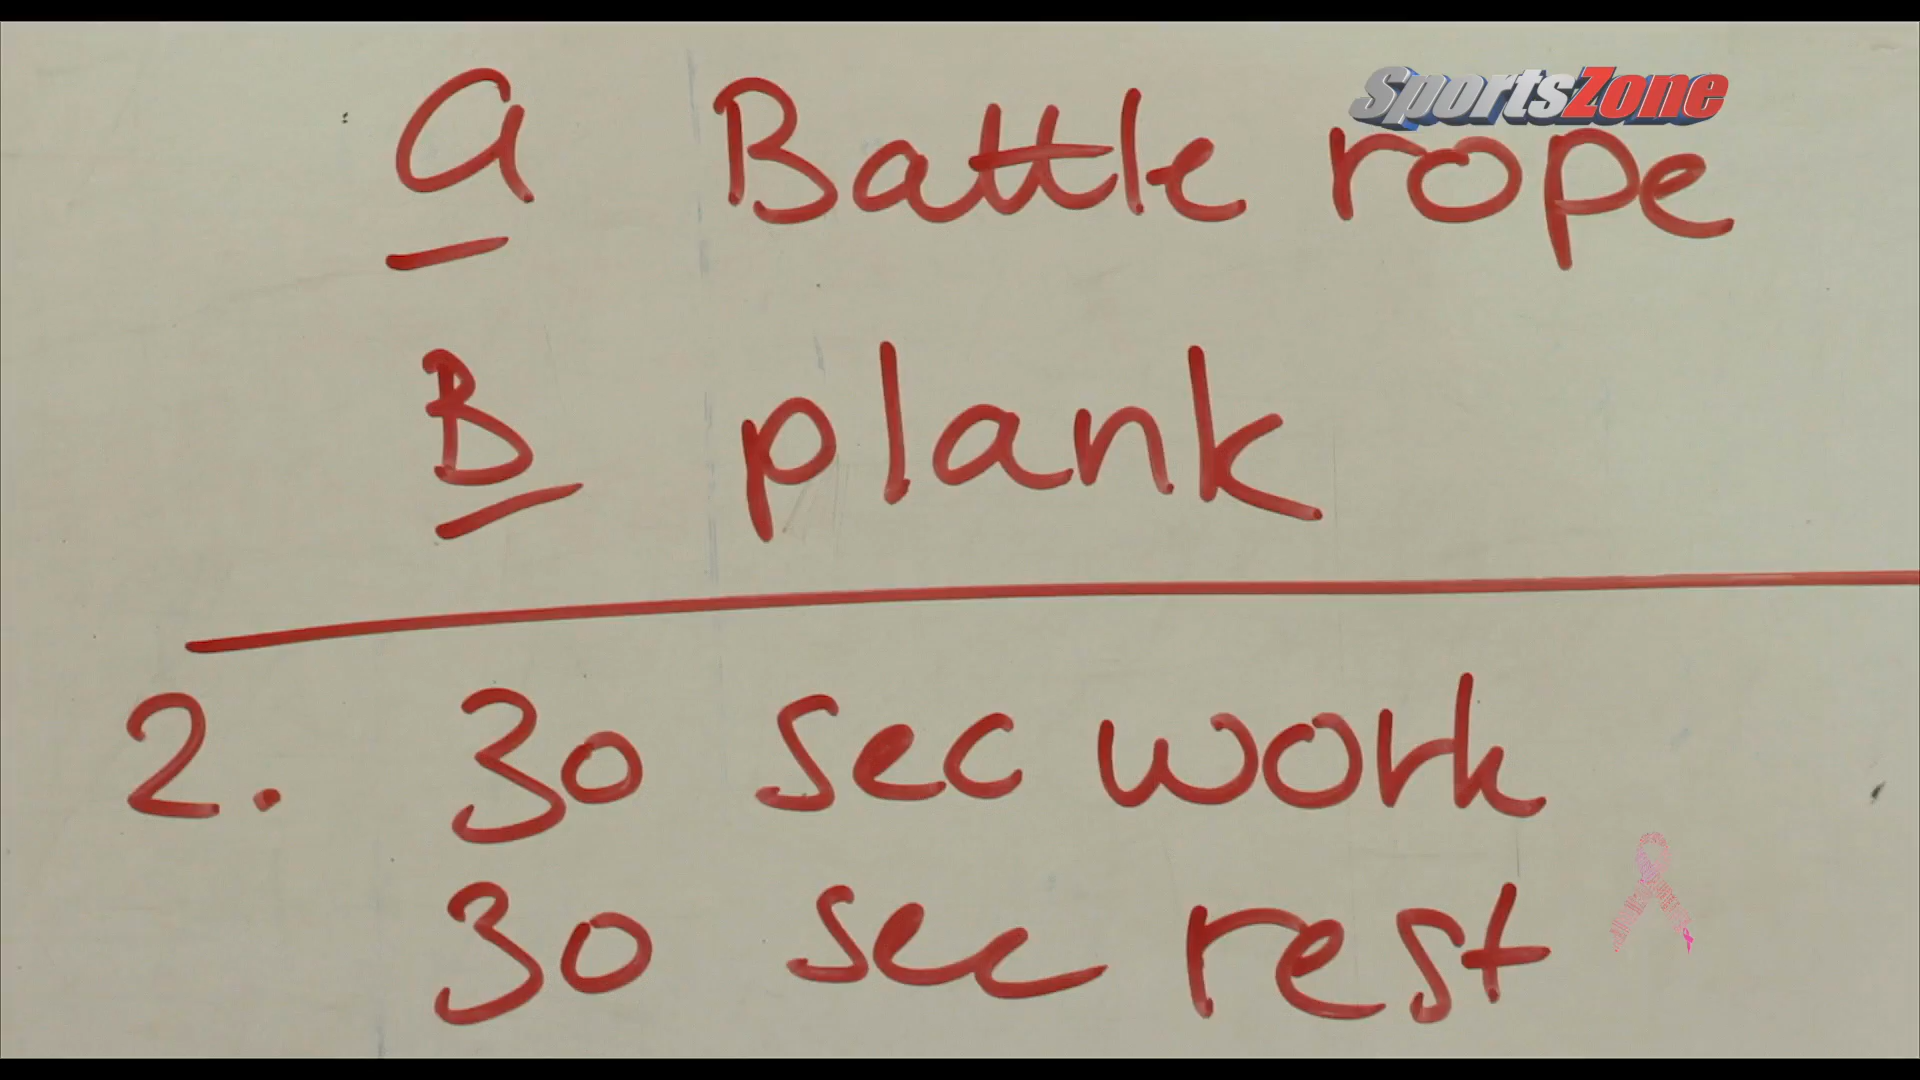 SportsZone
a Battle rope
B plank
2. 30 sec work
30 sec rest